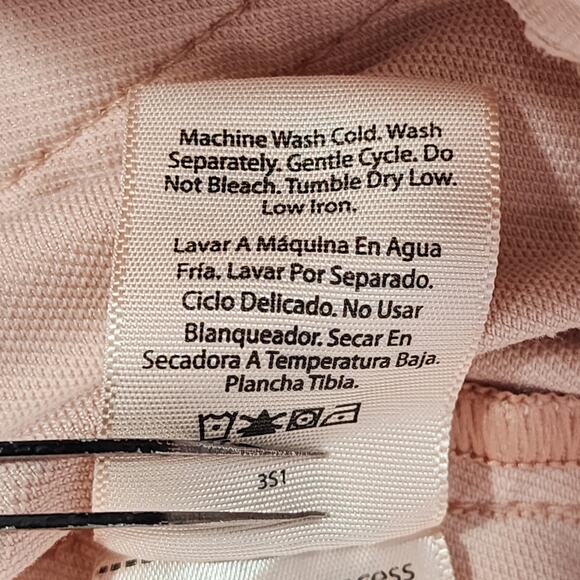 Machine Wash Cold. Wash
Separately. Gentle Cycle. Do
Not Bleach. Tumble Dry Low.
Low Iron.
Lavar A Máquina En Agua
Fría. Lavar Por Separado.
Ciclo Delicado. No Usar
Blanqueador. Secar En
Secadora A Temperatura Baja.
Plancha Tibia.
351